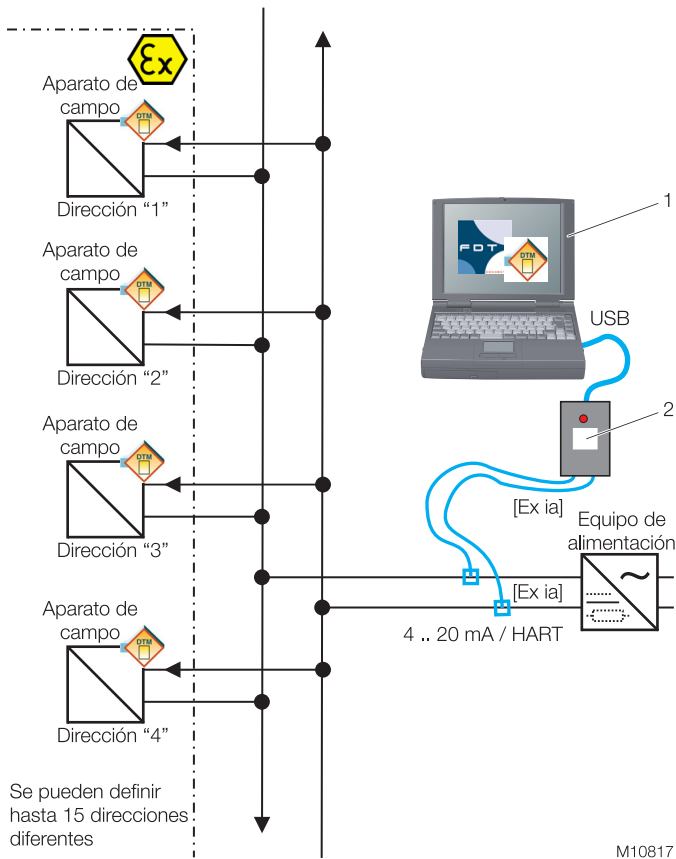 εx
Aparato de
campo
DTM
Dirección “1”
Aparato de
campo
DTM
Dirección “2”
Aparato de
campo
DTM
Dirección “3”
Aparato de
campo
DTM
Dirección “4”
Se pueden definir
hasta 15 direcciones
diferentes
FDT
DTM
1
USB
2
[Ex ia]
Equipo de
alimentación
[Ex ia]
4 .. 20 mA / HART
M10817